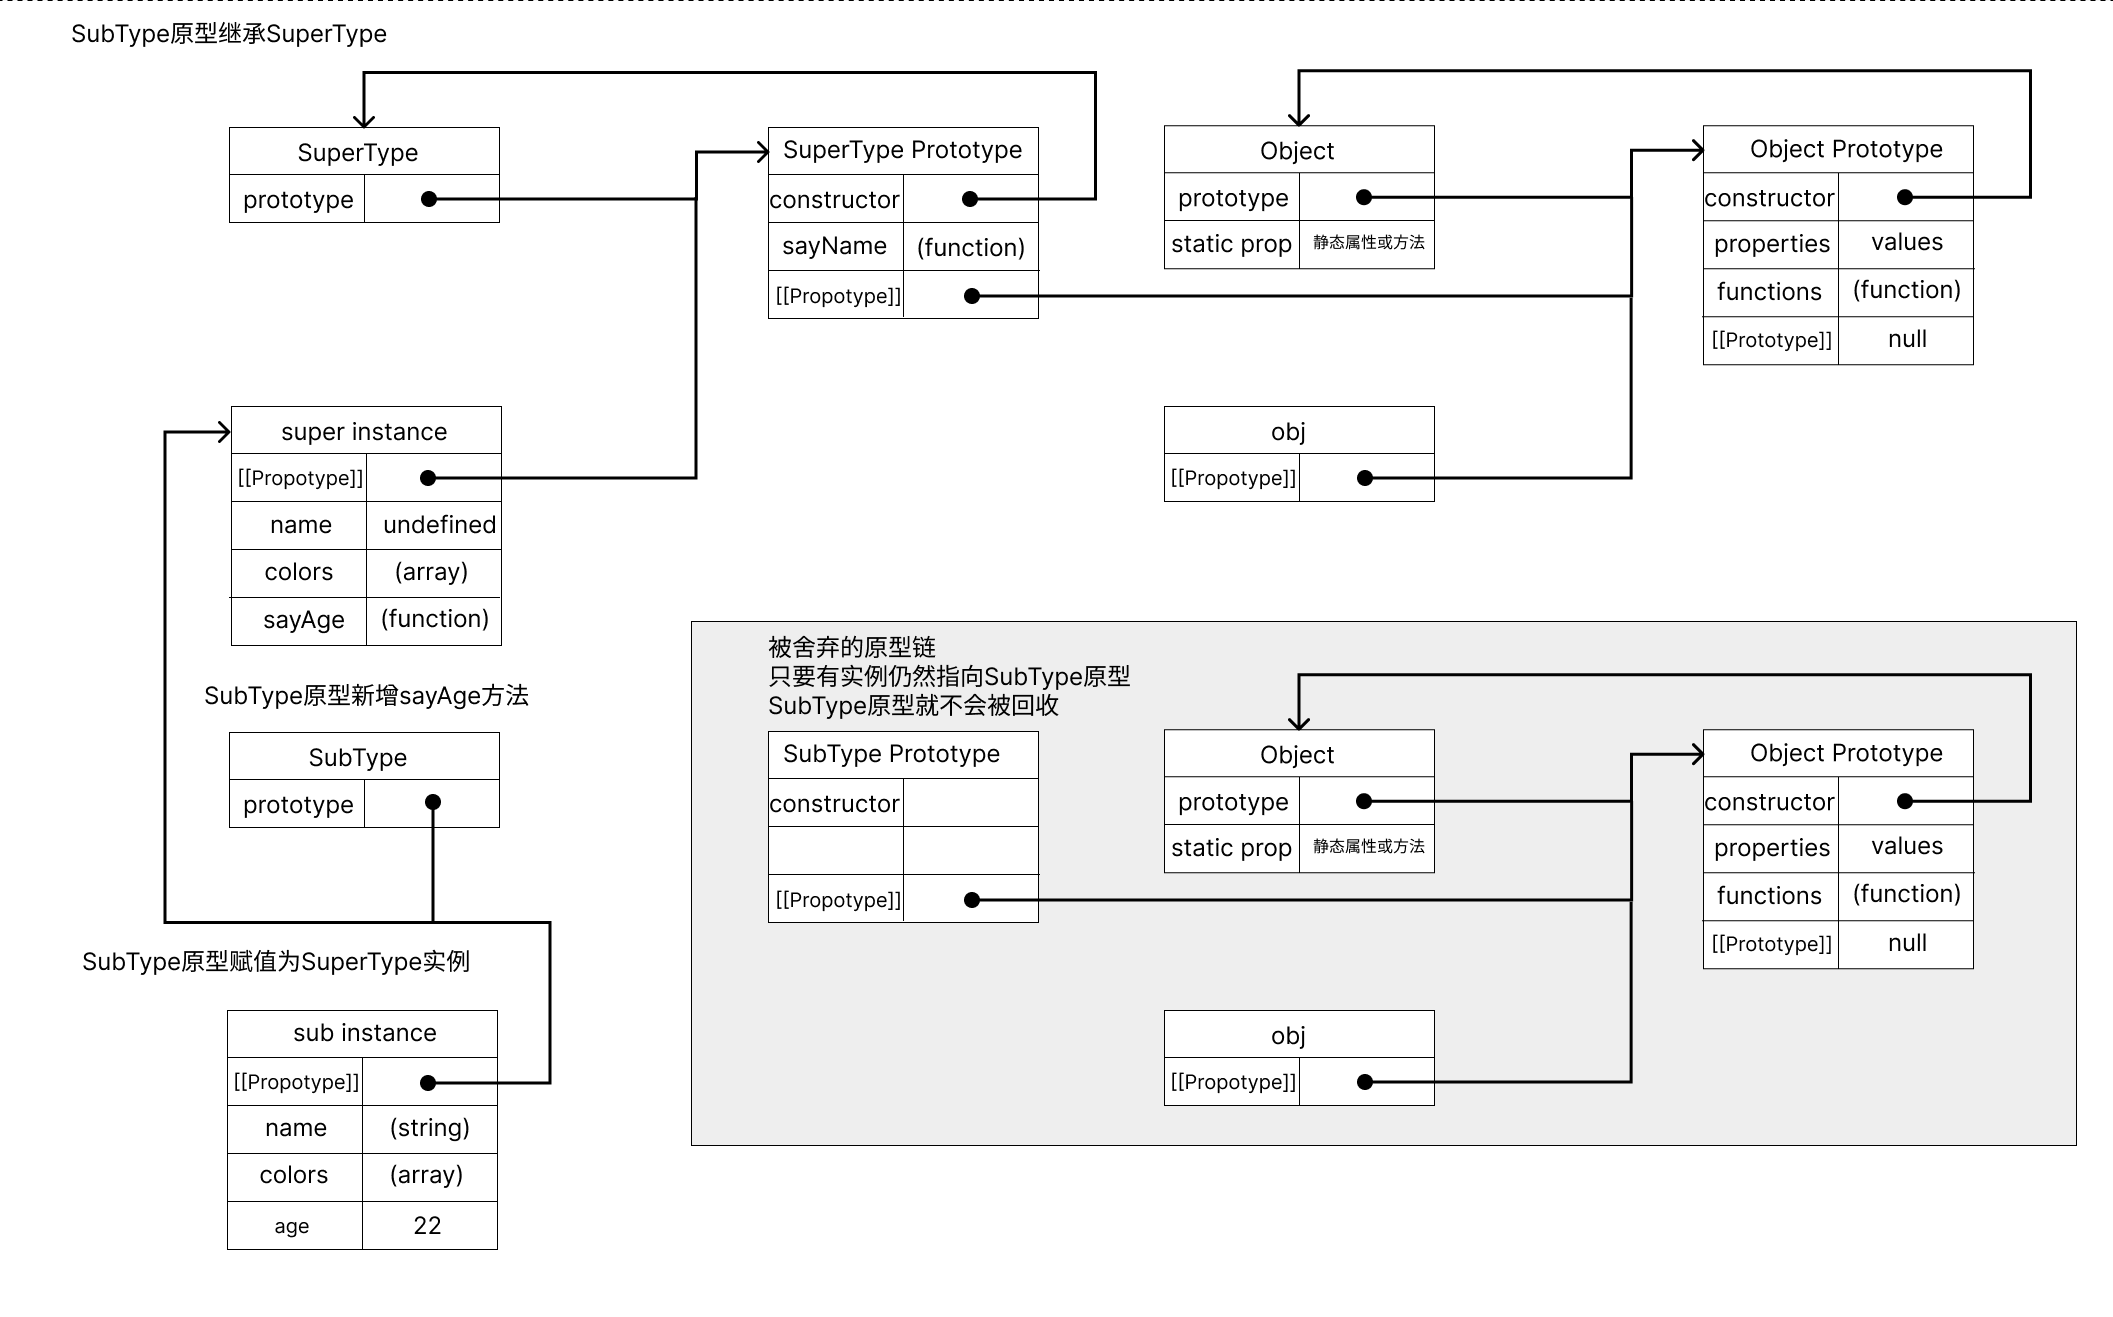 SubType原型继承SuperType
SuperType
prototype
SuperType Prototype
constructor
sayName
(function)
[[Propotype]]
Object
prototype
static prop
静态属性或方法
Object Prototype
constructor
properties
values
functions
(function)
[[Prototype]]
null
super instance
[[Propotype]]
name
undefined
colors
(array)
sayAge
(function)
obj
[[Propotype]]
SubType原型新增sayAge方法
SubType
prototype
SubType原型赋值为SuperType实例
sub instance
[[Propotype]]
name
(string)
colors
(array)
age
22
被舍弃的原型链
只要有实例仍然指向SubType原型
SubType原型就不会被回收
SubType Prototype
constructor
[[Propotype]]
Object
prototype
static prop
静态属性或方法
Object Prototype
constructor
properties
values
functions
(function)
[[Prototype]]
null
obj
[[Propotype]]